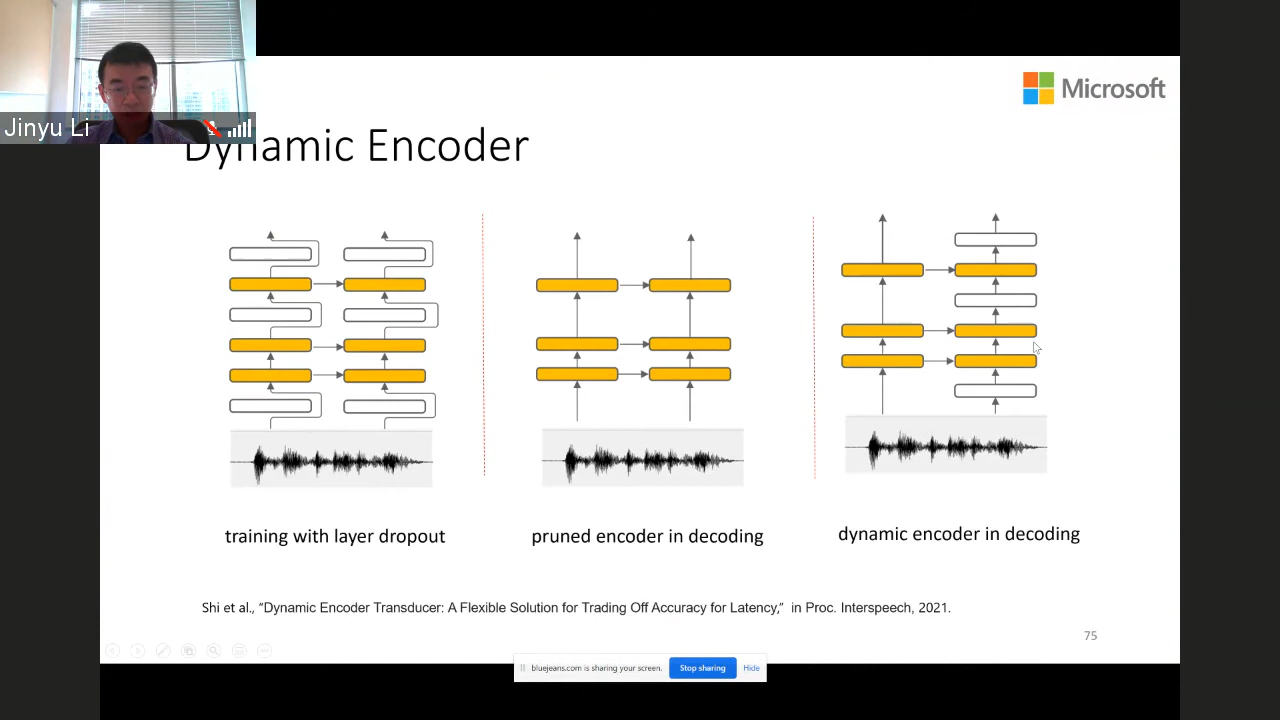 Jinyu Li
Microsoft
Dynamic Encoder
training with layer dropout
pruned encoder in decoding
dynamic encoder in decoding
Shi et al., “Dynamic Encoder Transducer: A Flexible Solution for Trading Off Accuracy for Latency,” in Proc. Interspeech, 2021.
75
bluejeans.com is sharing your screen.
Stop sharing
Hide